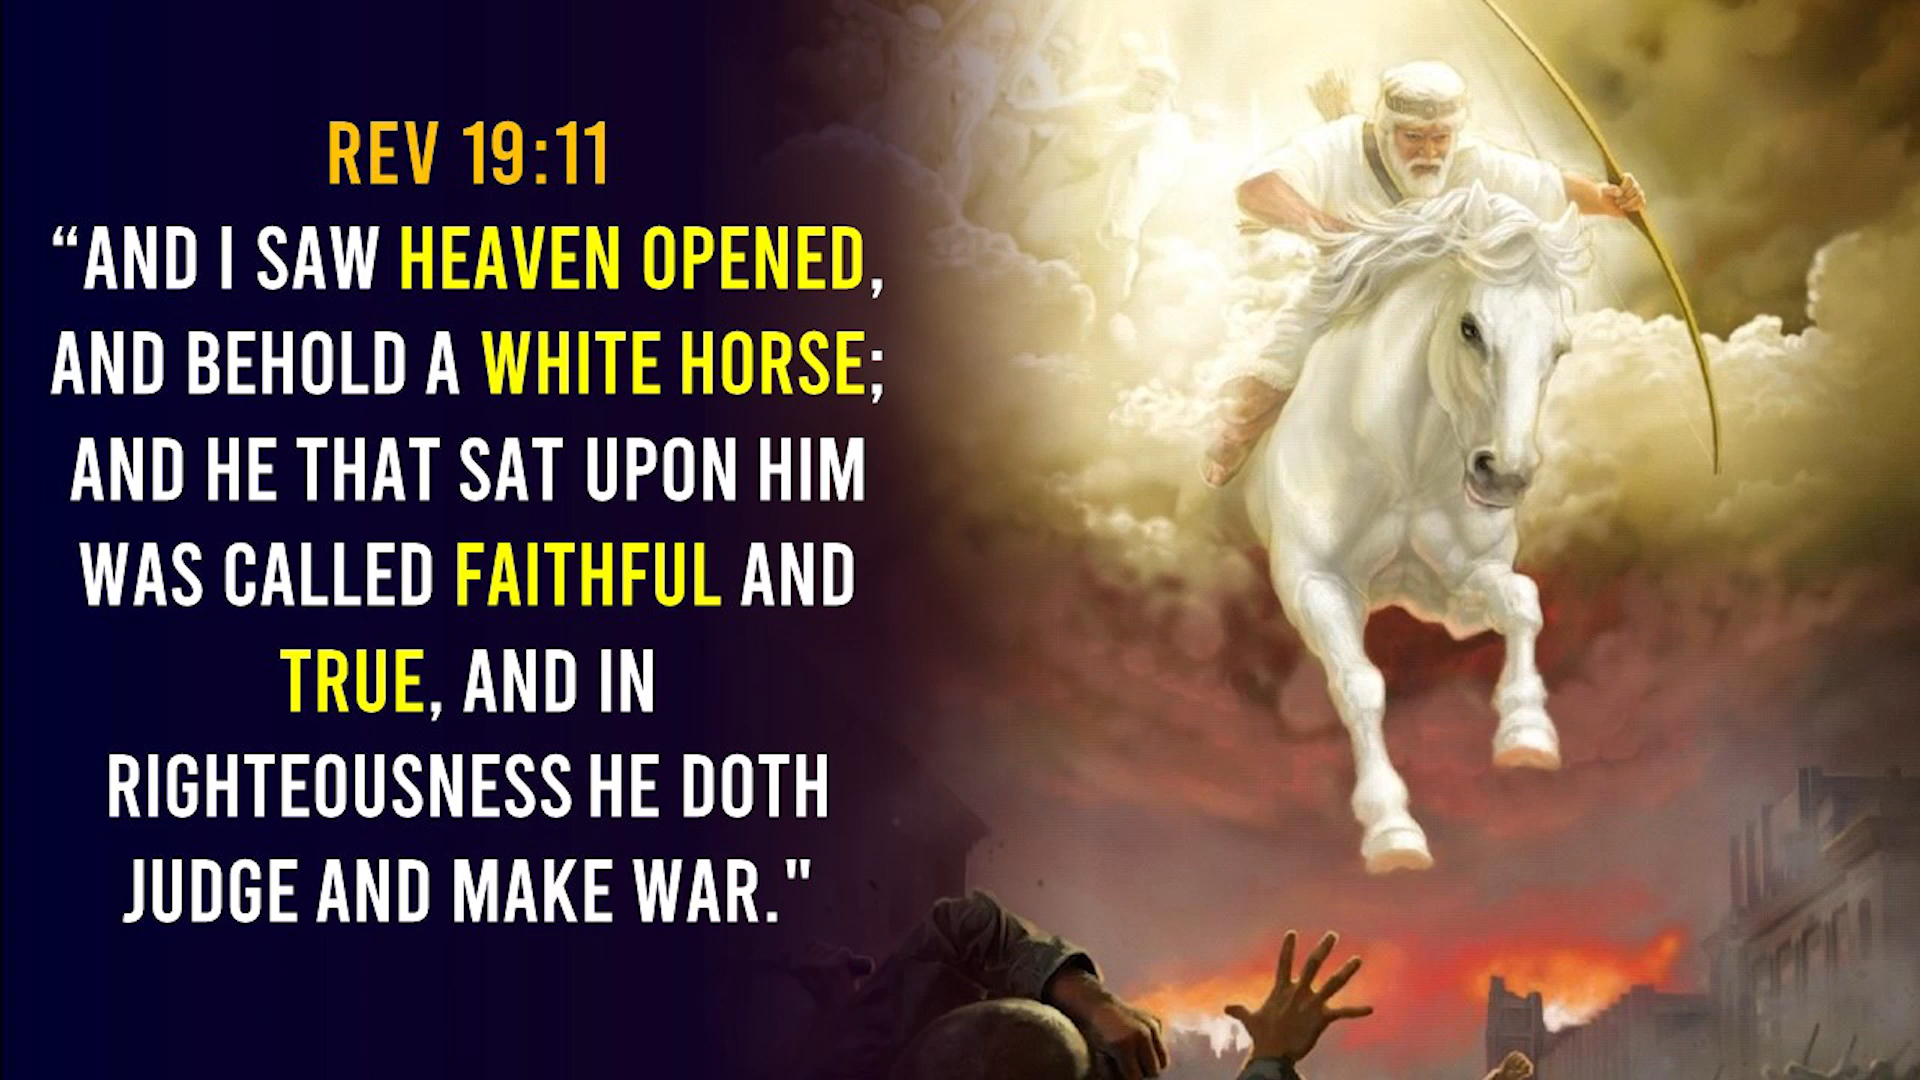 REV 19:11
“AND I SAW HEAVEN OPENED,
AND BEHOLD A WHITE HORSE;
AND HE THAT SAT UPON HIM
WAS CALLED FAITHFUL AND
TRUE, AND IN
RIGHTEOUSNESS HE DOTH
JUDGE AND MAKE WAR."